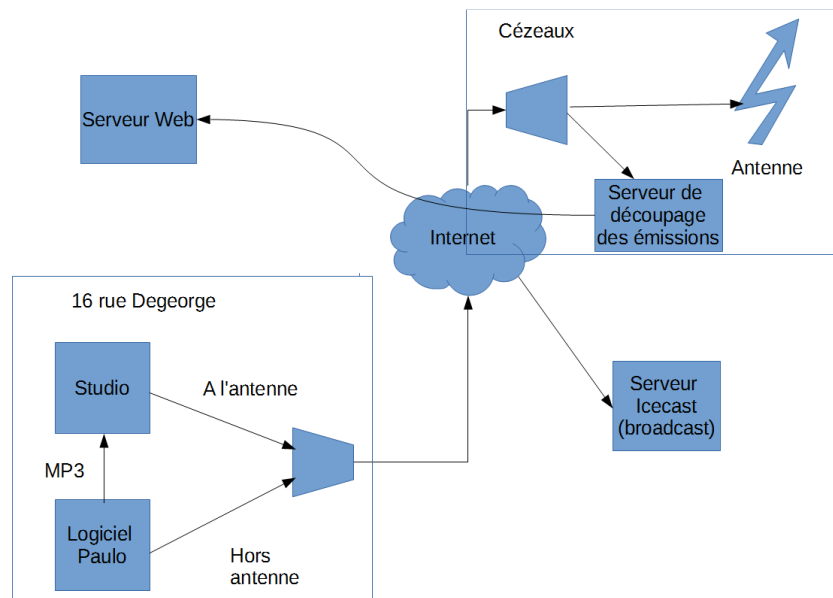 Cézeaux
Serveur Web
Antenne
Serveur de
découpage
des émissions
Internet
16 rue Degeorge
Studio
A l'antenne
MP3
Logiciel
Paulo
Hors
antenne
Serveur
Icecast
(broadcast)